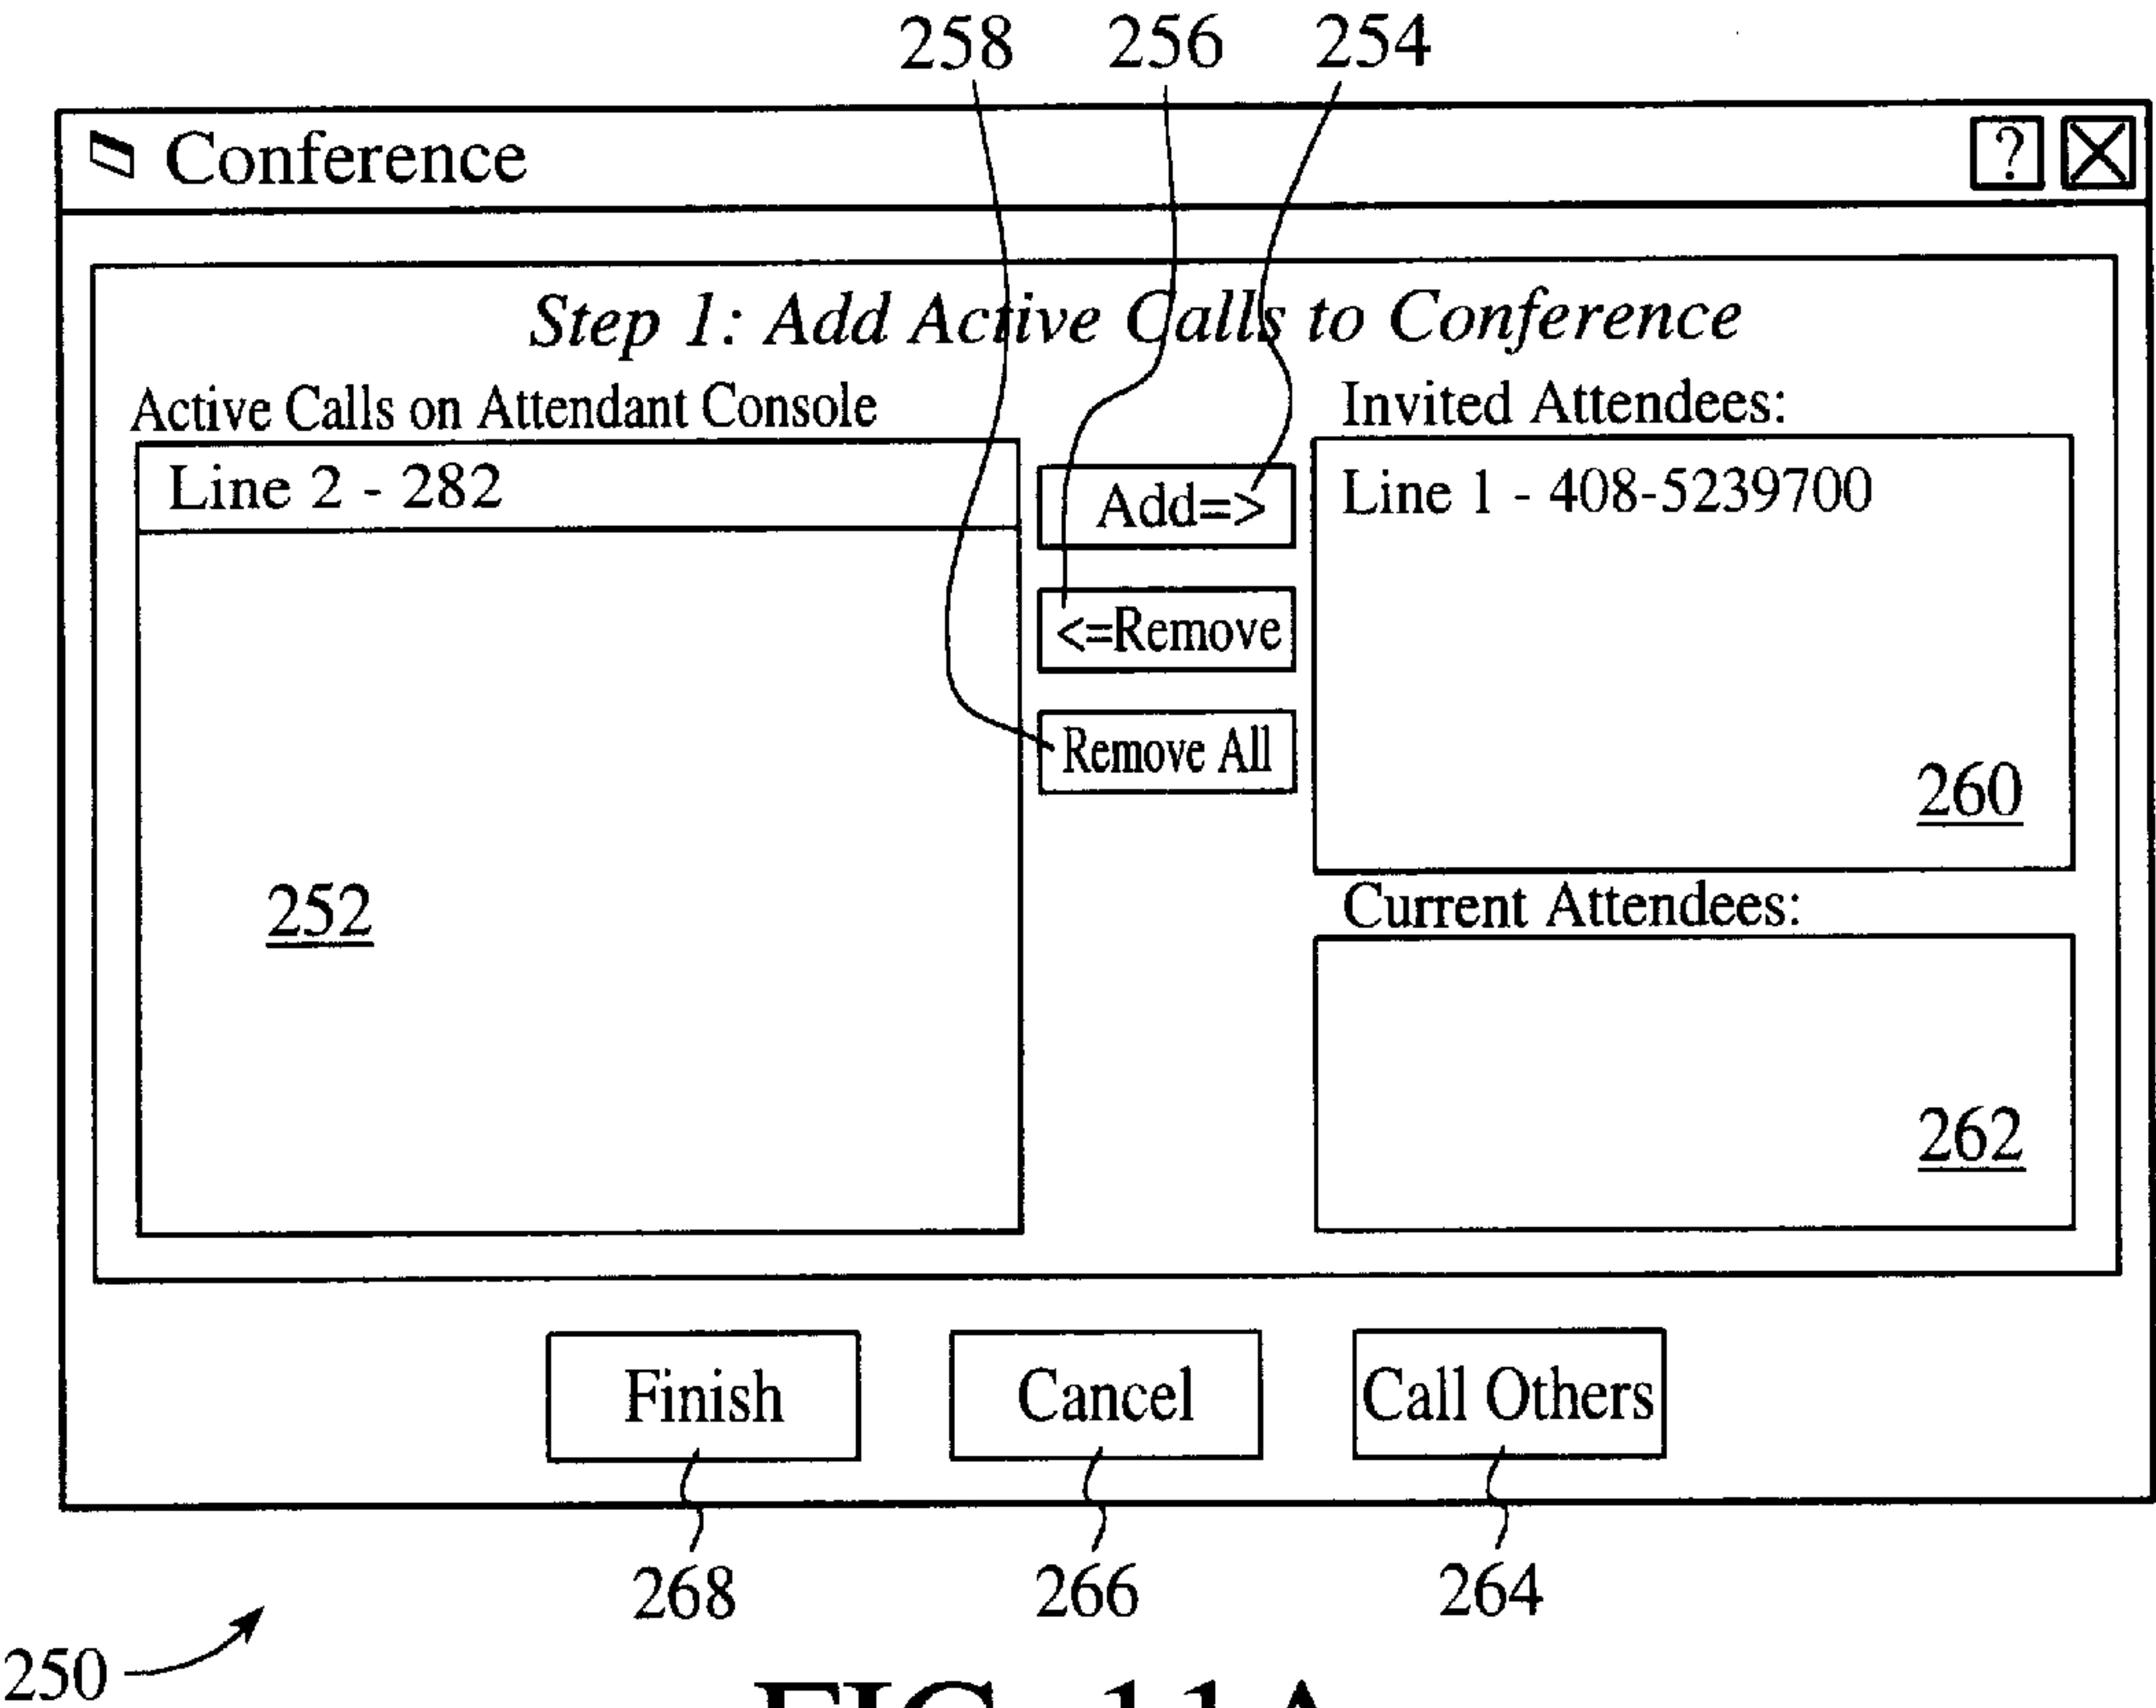 258 256 254
Conference ?
Step 1: Add Active Calls to Conference
Active Calls on Attendant Console
Invited Attendees:
Line 2 - 282
Add=>
Line 1 - 408-5239700
<=Remove
Remove All
260
252
Current Attendees:
262
Finish Cancel Call Others
268 266 264
250
FIG. 11A